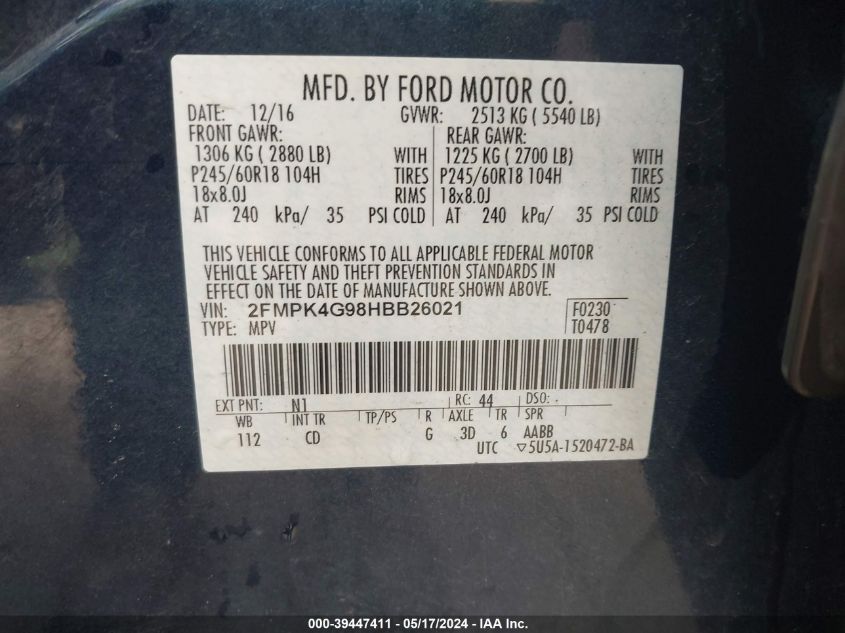 MFD. BY FORD MOTOR CO.
DATE: 12/16 GVWR: 2513 KG ( 5540 LB)
FRONT GAWR: REAR GAWR:
1306 KG ( 2880 LB) WITH 1225 KG ( 2700 LB) WITH
P245/60R18 104H TIRES P245/60R18 104H TIRES
18x8.0J RIMS 18x8.0J RIMS
AT 240 kPa/ 35 PSI COLD AT 240 kPa/ 35 PSI COLD
THIS VEHICLE CONFORMS TO ALL APPLICABLE FEDERAL MOTOR
VEHICLE SAFETY AND THEFT PREVENTION STANDARDS IN
EFFECT ON THE DATE OF MANUFACTURE SHOWN ABOVE.
VIN: 2FMPK4G98HBB26021 F0230
TYPE: MPV T0478
EXT PNT: N1 RC: 44 DSO:
WB INT TR TP/PS R AXLE TR SPR
112 CD G 3D 6 AABB
UTC ▽5U5A-1520472-BA
000-39447411 - 05/17/2024 - IAA Inc.